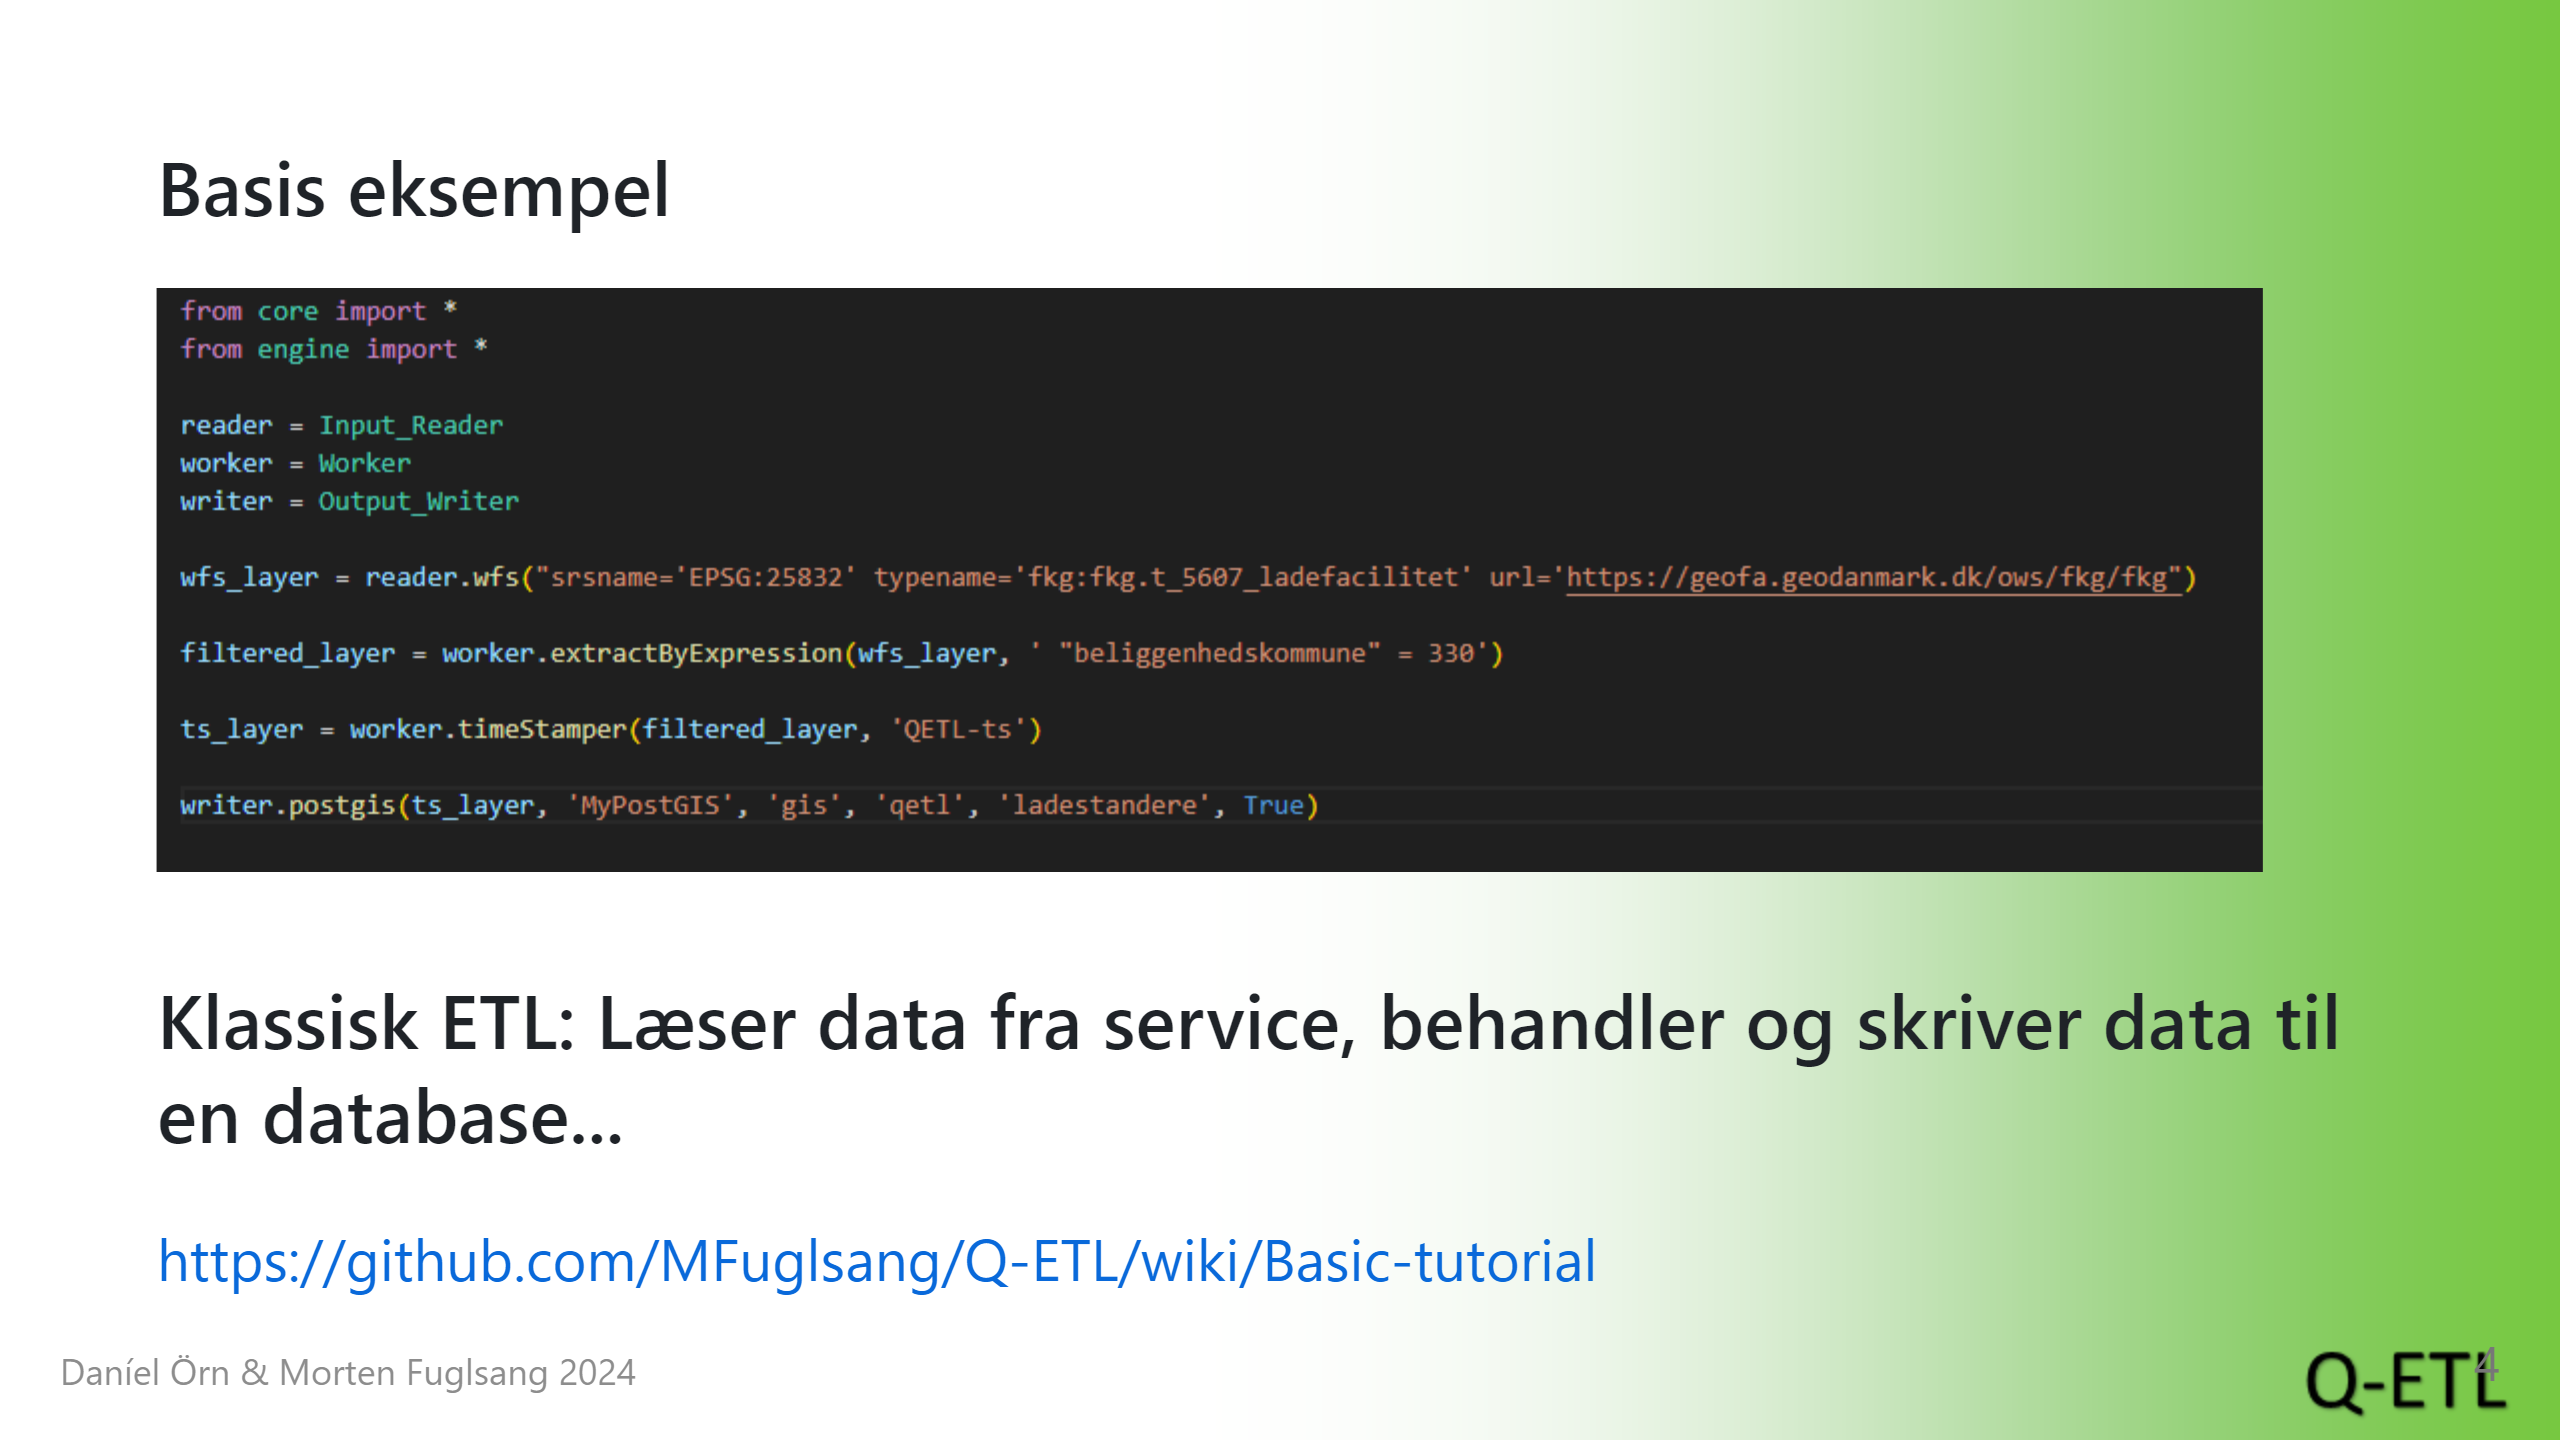 Basis eksempel
from core import *
from engine import *
reader = Input_Reader
worker = Worker
writer = Output_Writer
wfs_layer = reader.wfs("srsname='EPSG:25832' typename='fkg:fkg.t_5607_ladefacilitet' url='https://geofa.geodanmark.dk/ows/fkg/fkg")
filtered_layer = worker.extractByExpression(wfs_layer, ' "beliggenhedskommune" = 330')
ts_layer = worker.timeStamper(filtered_layer, 'QETL-ts')
writer.postgis(ts_layer, 'MyPostGIS', 'gis', 'qetl', 'ladestandere', True)
Klassisk ETL: Læser data fra service, behandler og skriver data til
en database...
https://github.com/MFuglsang/Q-ETL/wiki/Basic-tutorial
Daníel Örn & Morten Fuglsang 2024
Q-ETL
4